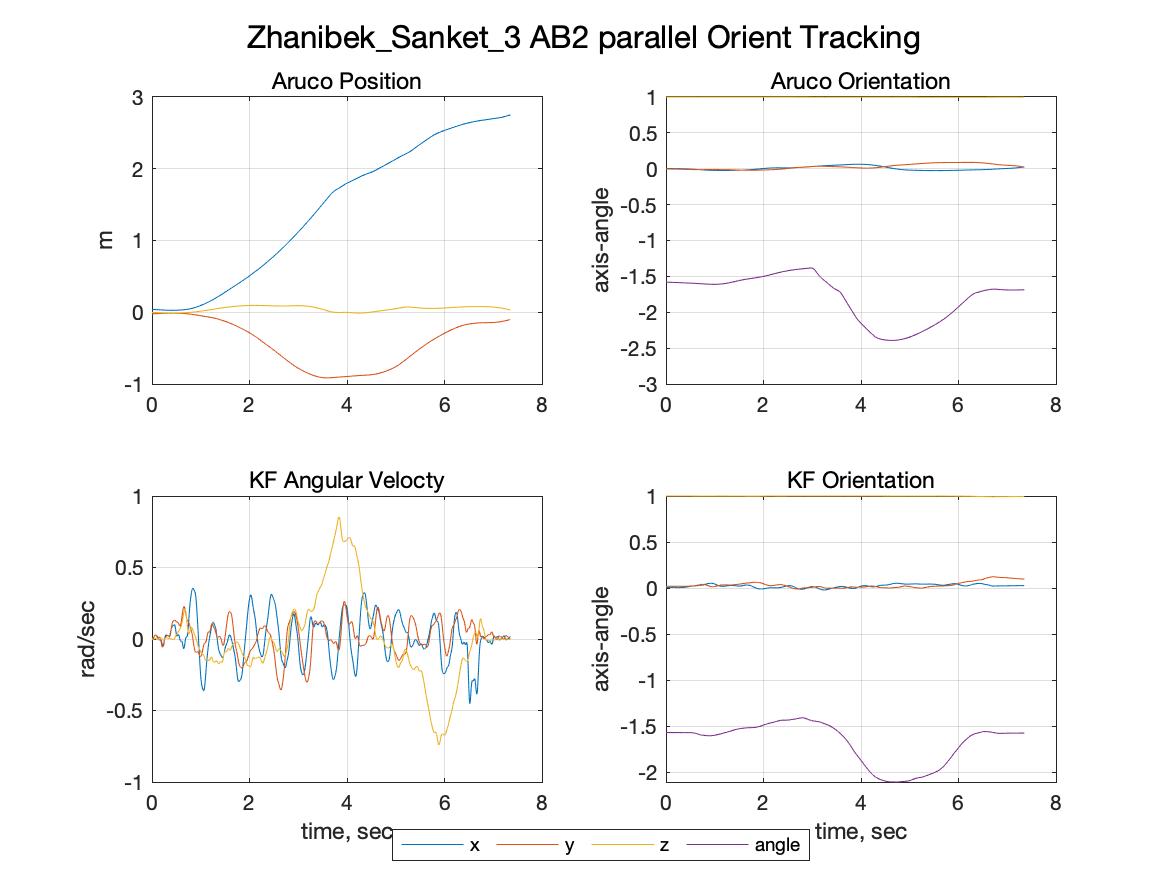 Zhanibek_Sanket_3 AB2 parallel Orient Tracking
Aruco Position
3
2
1
0
-1
m
0 2 4 6 8
Aruco Orientation
1
0.5
0
-0.5
-1
-1.5
-2
-2.5
-3
axis-angle
0 2 4 6 8
KF Angular Velocty
1
0.5
0
-0.5
-1
rad/sec
0 2 4 6 8
time, sec
KF Orientation
1
0.5
0
-0.5
-1
-1.5
-2
axis-angle
0 2 4 6 8
time, sec
x y z angle